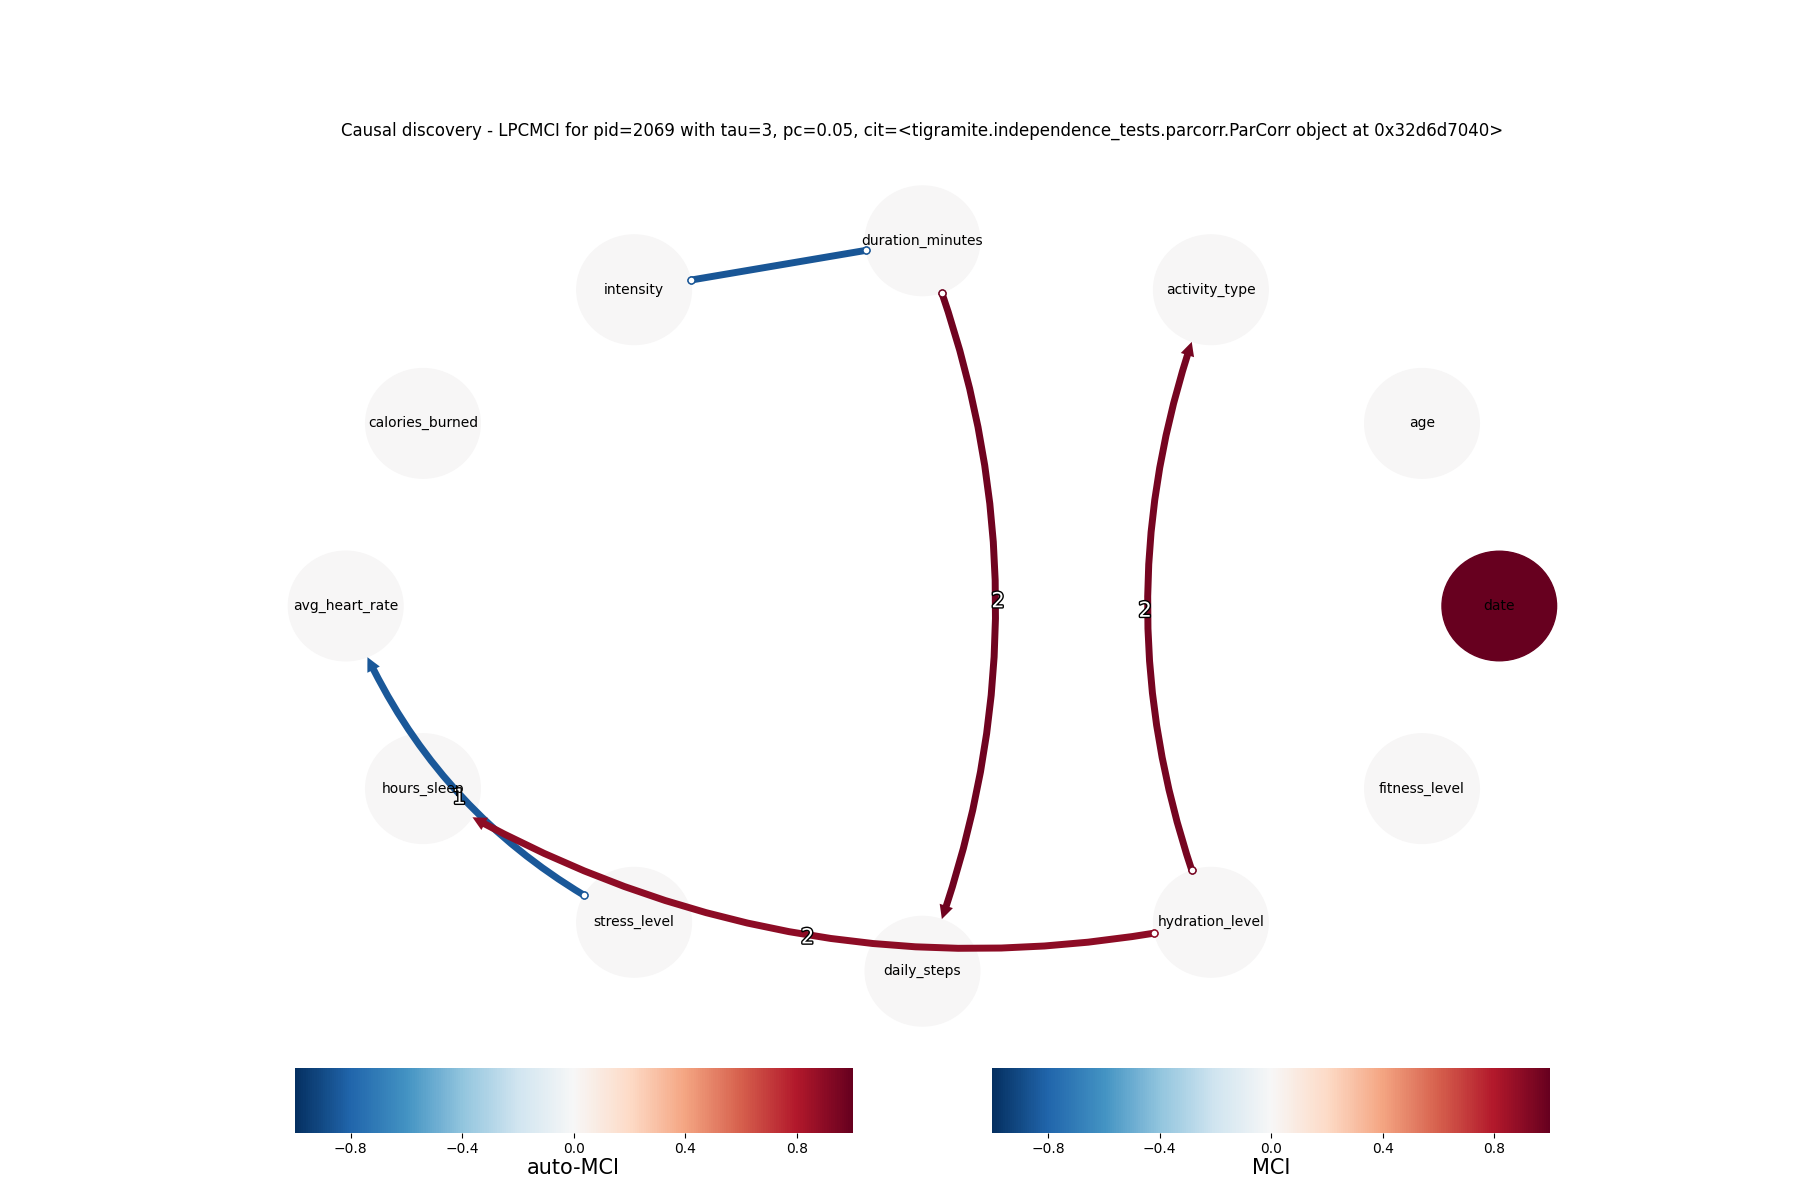 Causal discovery - LPCMCI for pid=2069 with tau=3, pc=0.05, cit=<tigramite.independence_tests.parcorr.ParCorr object at 0x32d6d7040>
duration_minutes
intensity
activity_type
calories_burned
age
avg_heart_rate
2
2
date
hours_sleep
1
fitness_level
stress_level
2
hydration_level
daily_steps
−0.8 −0.4 0.0 0.4 0.8
auto-MCI
−0.8 −0.4 0.0 0.4 0.8
MCI